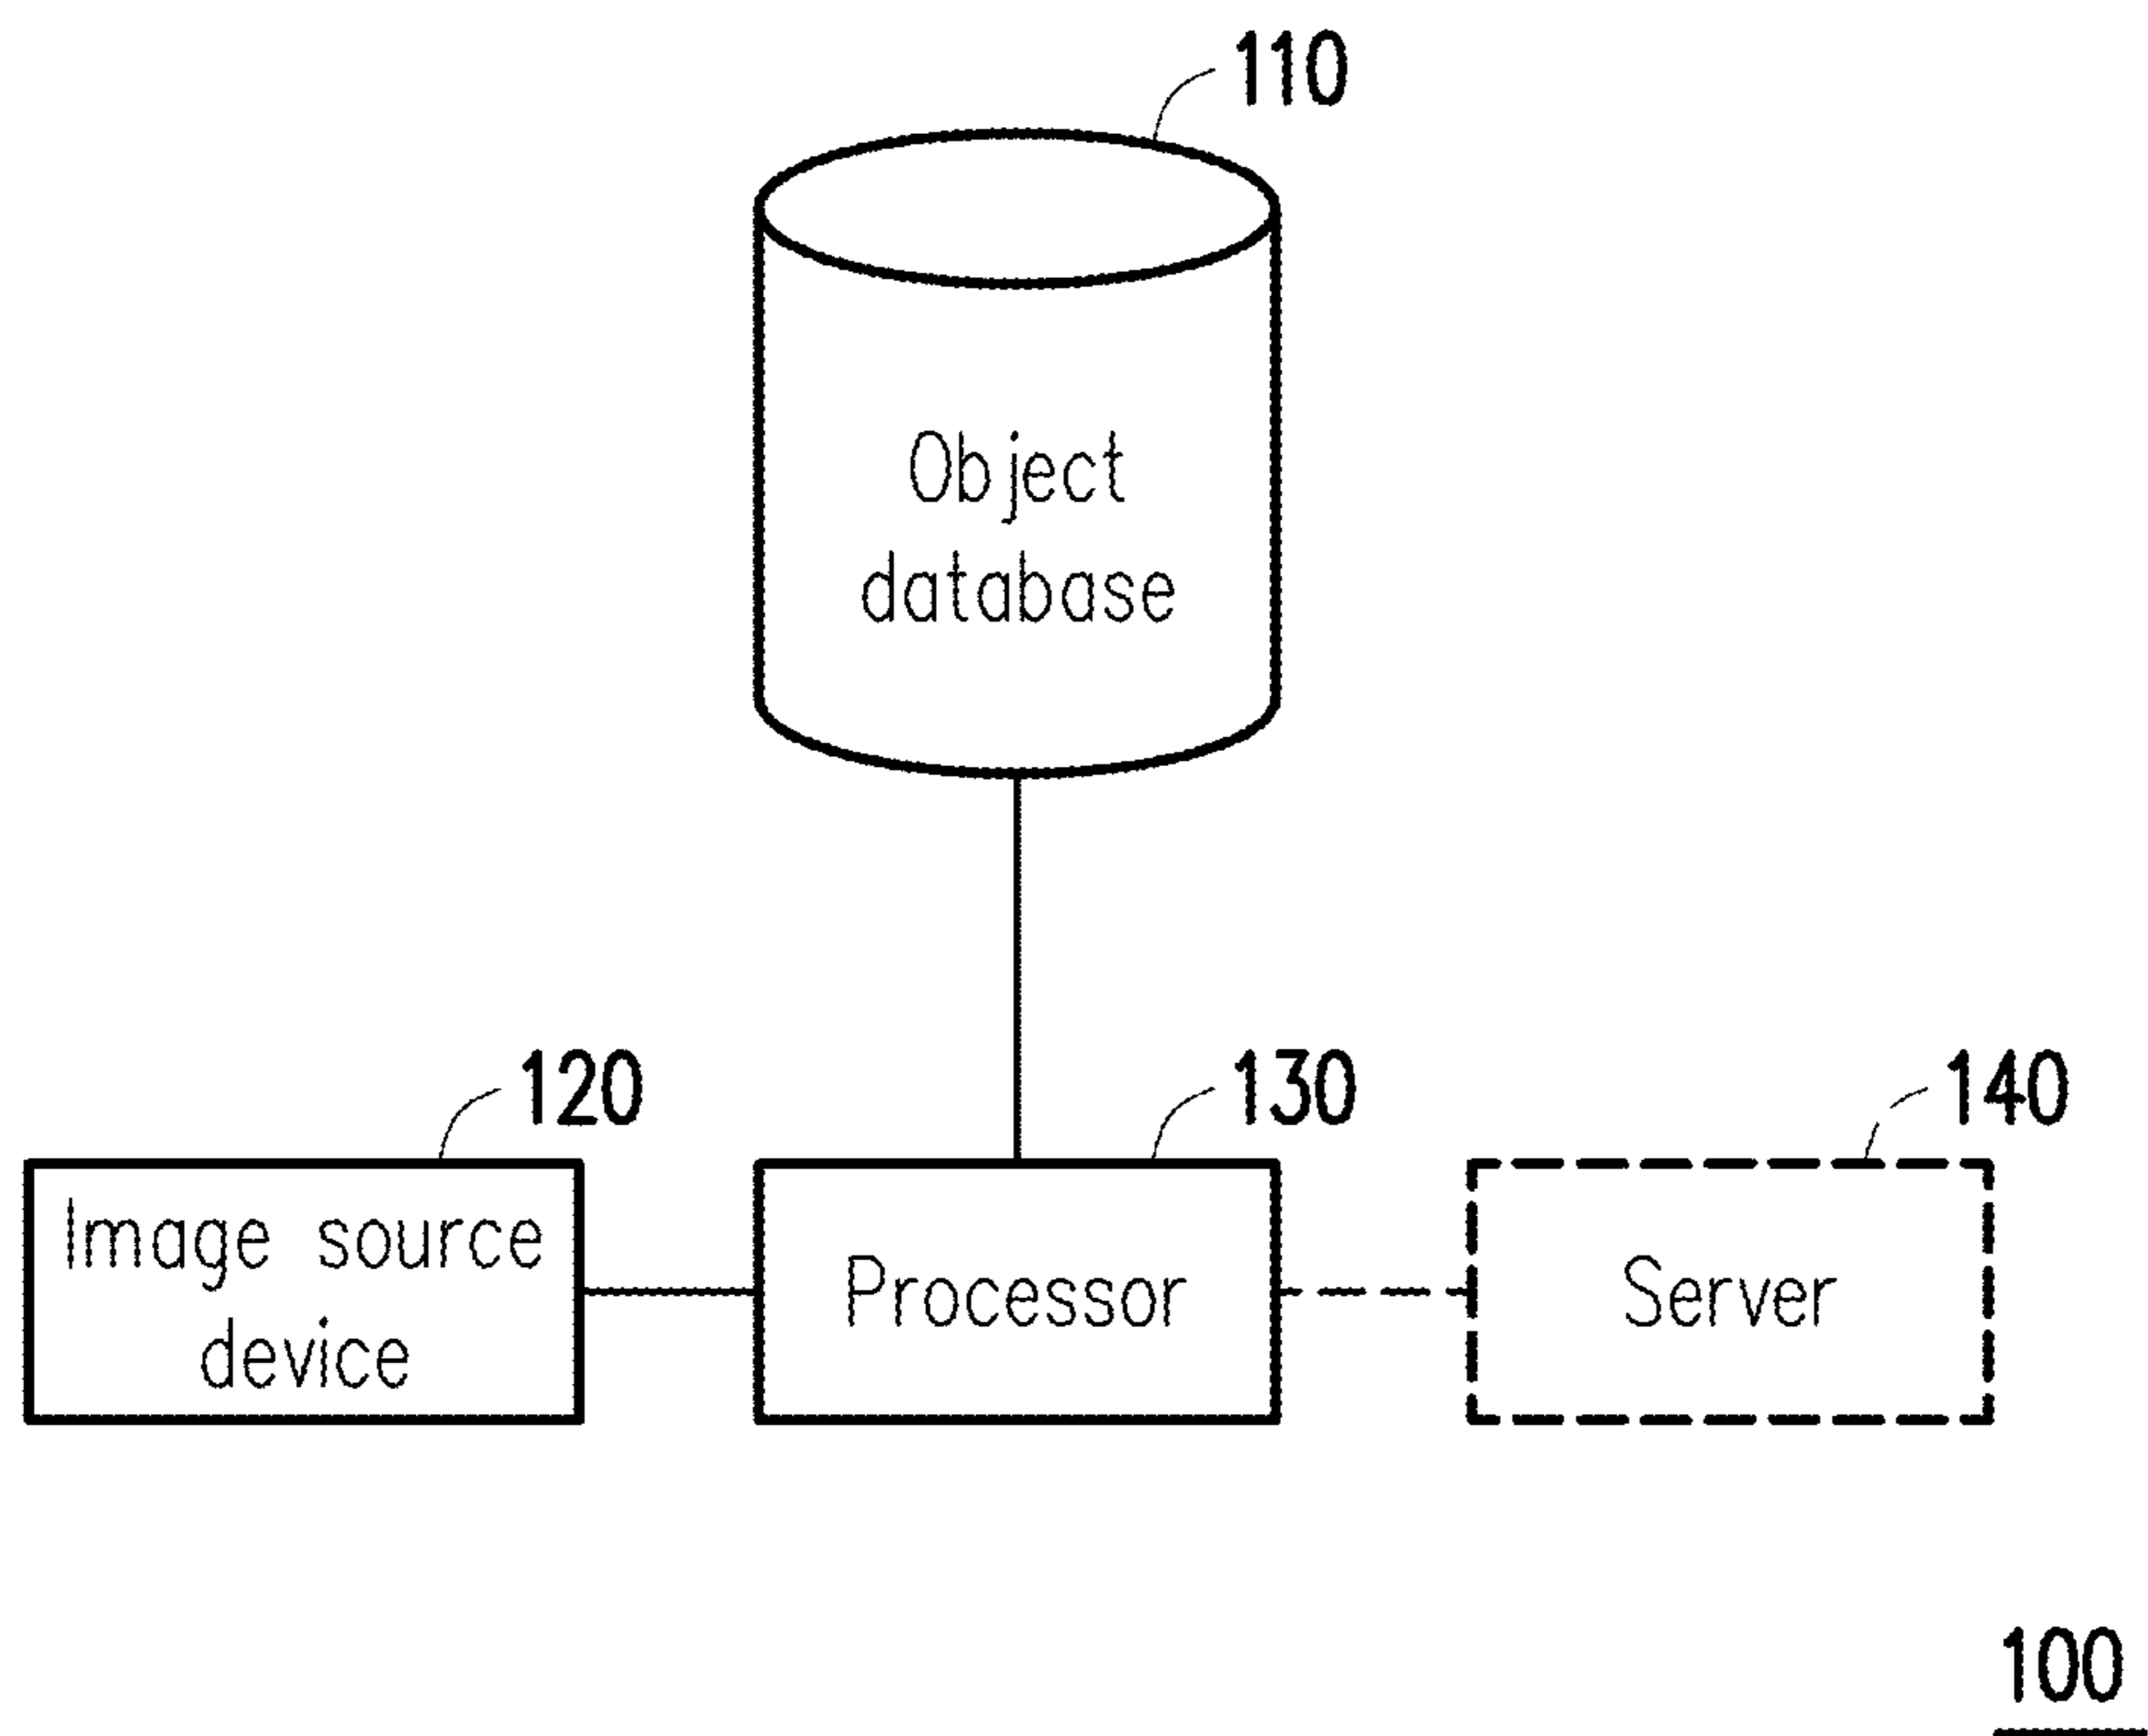 110
Object
database
120
130
140
Image source
device
Processor
Server
100